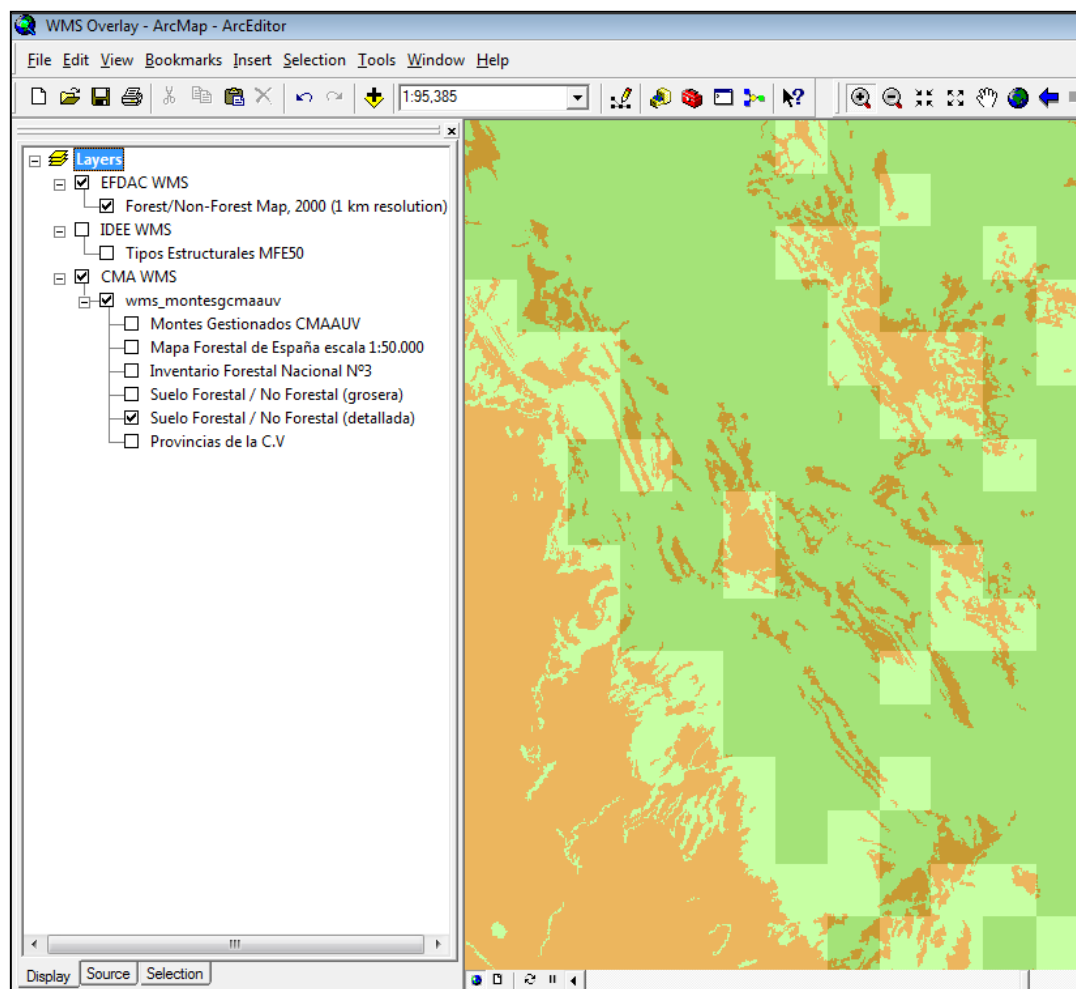 WMS Overlay - ArcMap - ArcEditor
File Edit View Bookmarks Insert Selection Tools Window Help
1:95,385
Layers
EFDAC WMS
Forest/Non-Forest Map, 2000 (1 km resolution)
IDEE WMS
Tipos Estructurales MFE50
CMA WMS
wms_montesgcmaauv
Montes Gestionados CMAAUV
Mapa Forestal de España escala 1:50.000
Inventario Forestal Nacional Nº3
Suelo Forestal / No Forestal (grosera)
Suelo Forestal / No Forestal (detallada)
Provincias de la C.V
Display Source Selection